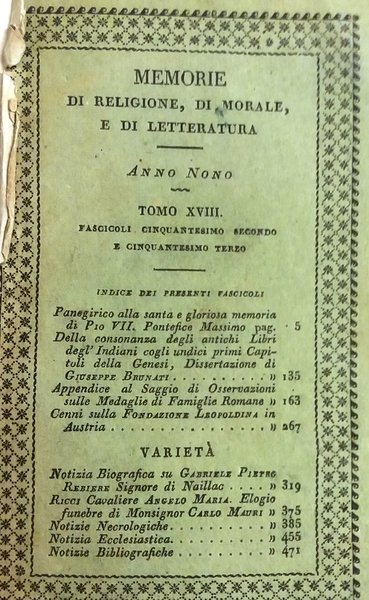 MEMORIE
DI RELIGIONE, DI MORALE,
E DI LETTERATURA
ANNO NONO
TOMO XVIII.
FASCICOLI CINQUANTESIMO SECONDO
E CINQUANTESIMO TERZO
INDICE DEI PRESENTI FASCICOLI
Panegirico alla santa e gloriosa memoria
di PIO VII. Pontefice Massimo pag. 5
Della consonanza degli antichi Libri
degl' Indiani cogli undici primi Capi-
toli della Genesi, Dissertazione di
GIUSEPPE BRUNATI . . . . . . . . . . . » 135
Appendice al Saggio di Osservazioni
sulle Medaglie di Famiglie Romane » 163
Cenni sulla FONDAZIONE LEOPOLDINA in
Austria . . . . . . . . . . . . . . . . » 267
VARIETÀ
Notizia Biografica su GABRIELE PIETRO
REBIERE Signore di Naillac . . . . » 319
RICCI Cavaliere ANGELO MARIA. Elogio
funebre di Monsignor CARLO MAURI » 375
Notizie Necrologiche. . . . . . . . . . » 385
Notizia Ecclesiastica. . . . . . . . . . » 455
Notizie Bibliografiche . . . . . . . . . » 471